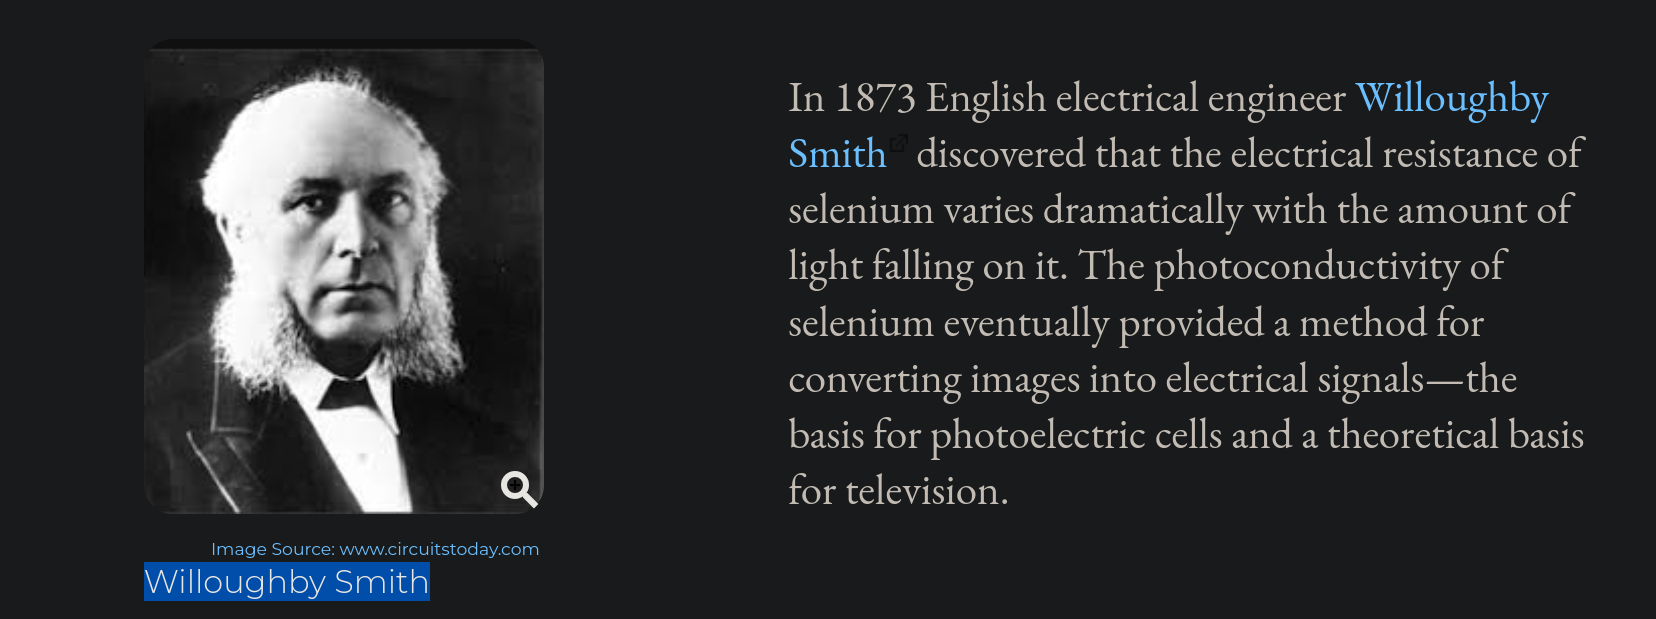 In 1873 English electrical engineer Willoughby
Smith discovered that the electrical resistance of
selenium varies dramatically with the amount of
light falling on it. The photoconductivity of
selenium eventually provided a method for
converting images into electrical signals—the
basis for photoelectric cells and a theoretical basis
for television.
Image Source: www.circuitstoday.com
Willoughby Smith